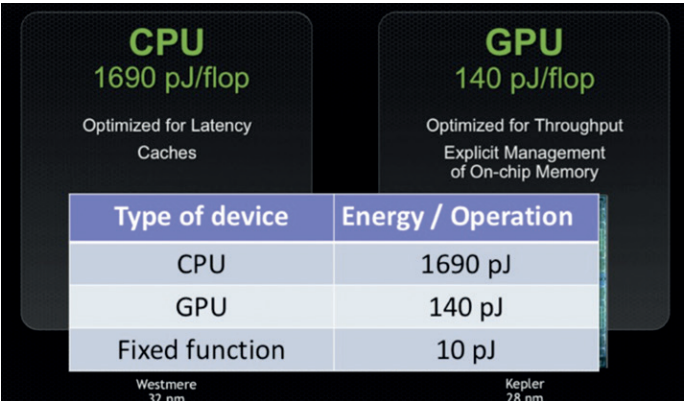 CPU
1690 pJ/flop
Optimized for Latency
Caches
GPU
140 pJ/flop
Optimized for Throughput
Explicit Management
of On-chip Memory
Type of device Energy / Operation
CPU 1690 pJ
GPU 140 pJ
Fixed function 10 pJ
Westmere
32 nm
Kepler
28 nm